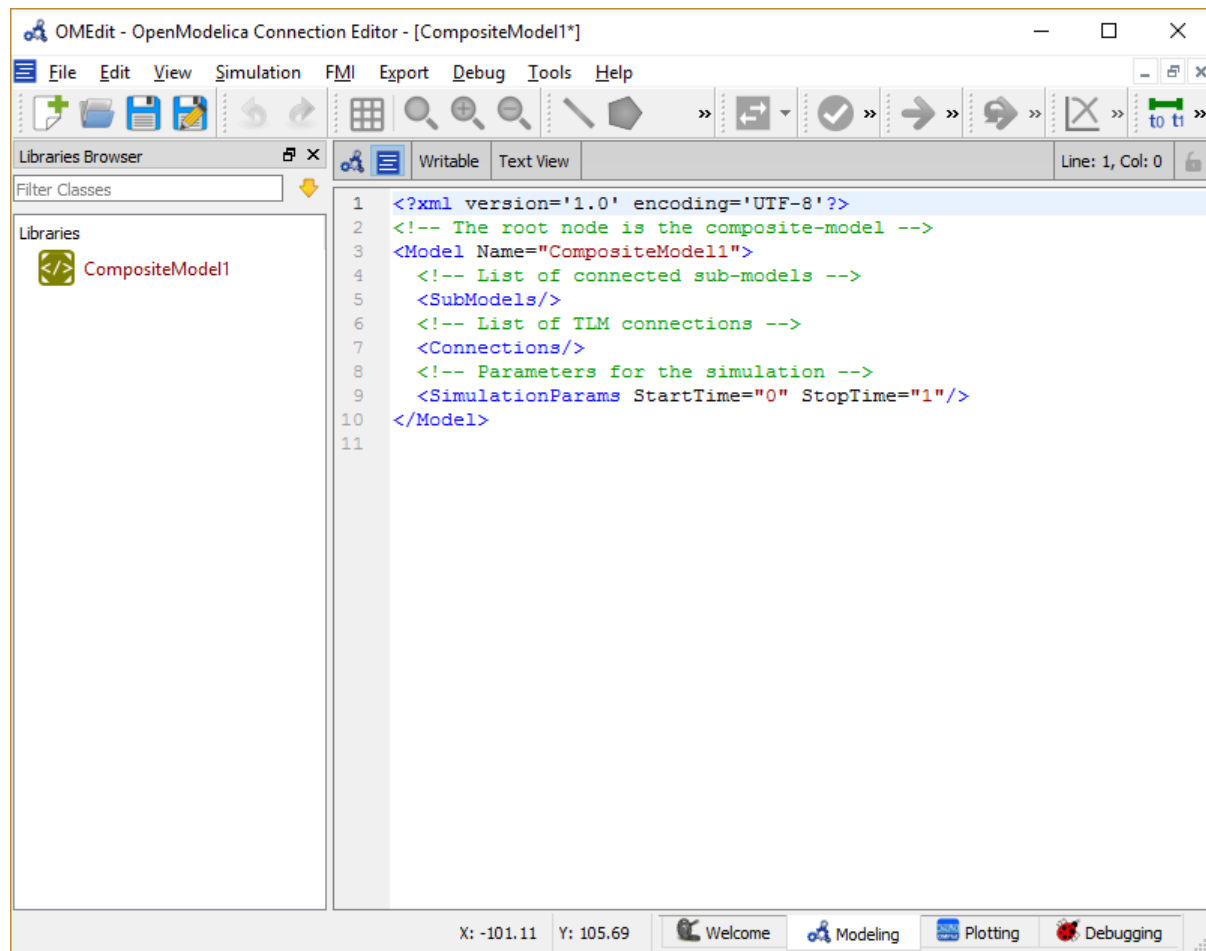 OMEdit - OpenModelica Connection Editor - [CompositeModel1*]
File Edit View Simulation FMI Export Debug Tools Help
» » » » » to t1 »
Libraries Browser
Writable Text View Line: 1, Col: 0
Filter Classes
Libraries
CompositeModel1
1 <?xml version='1.0' encoding='UTF-8'?>
2 <!-- The root node is the composite-model -->
3 <Model Name="CompositeModel1">
4 <!-- List of connected sub-models -->
5 <SubModels/>
6 <!-- List of TLM connections -->
7 <Connections/>
8 <!-- Parameters for the simulation -->
9 <SimulationParams StartTime="0" StopTime="1"/>
10 </Model>
11
X: -101.11 Y: 105.69 Welcome Modeling Plotting Debugging